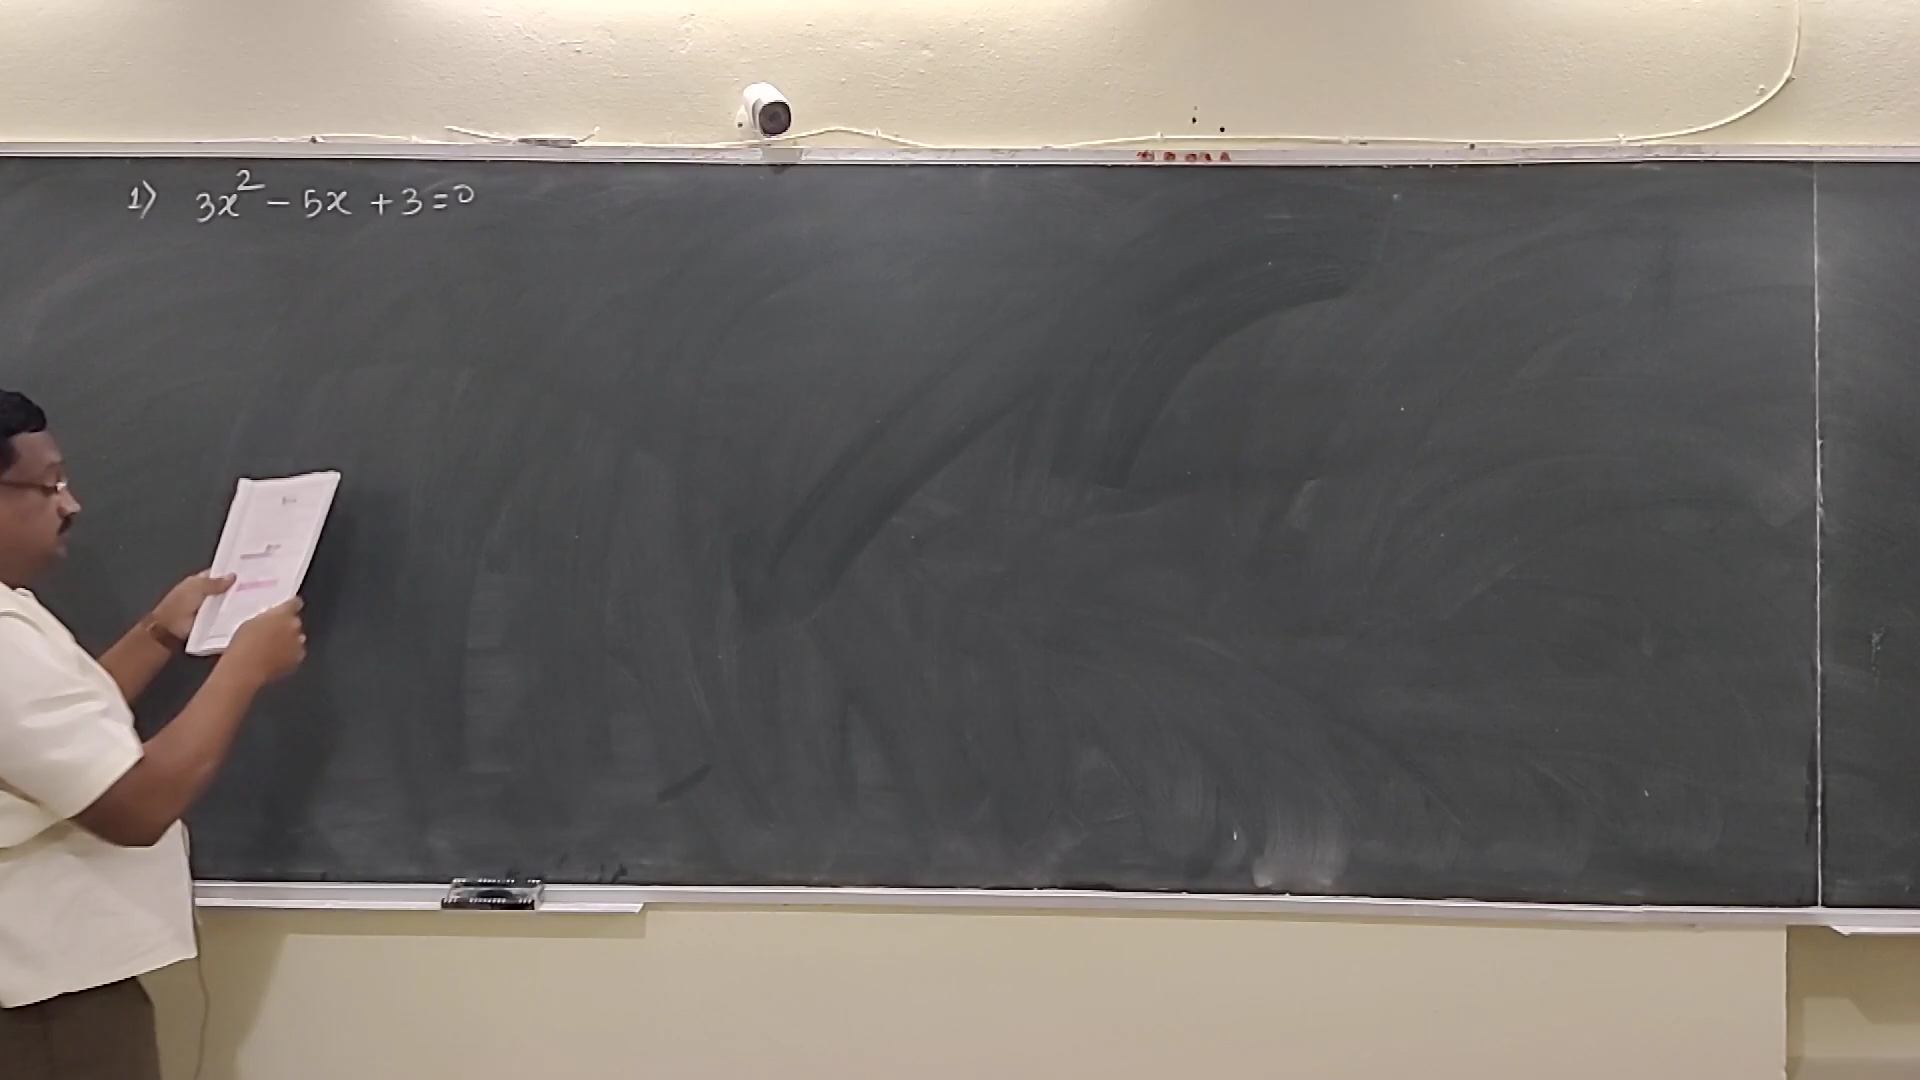 1) 3x² - 5x + 3 = 0